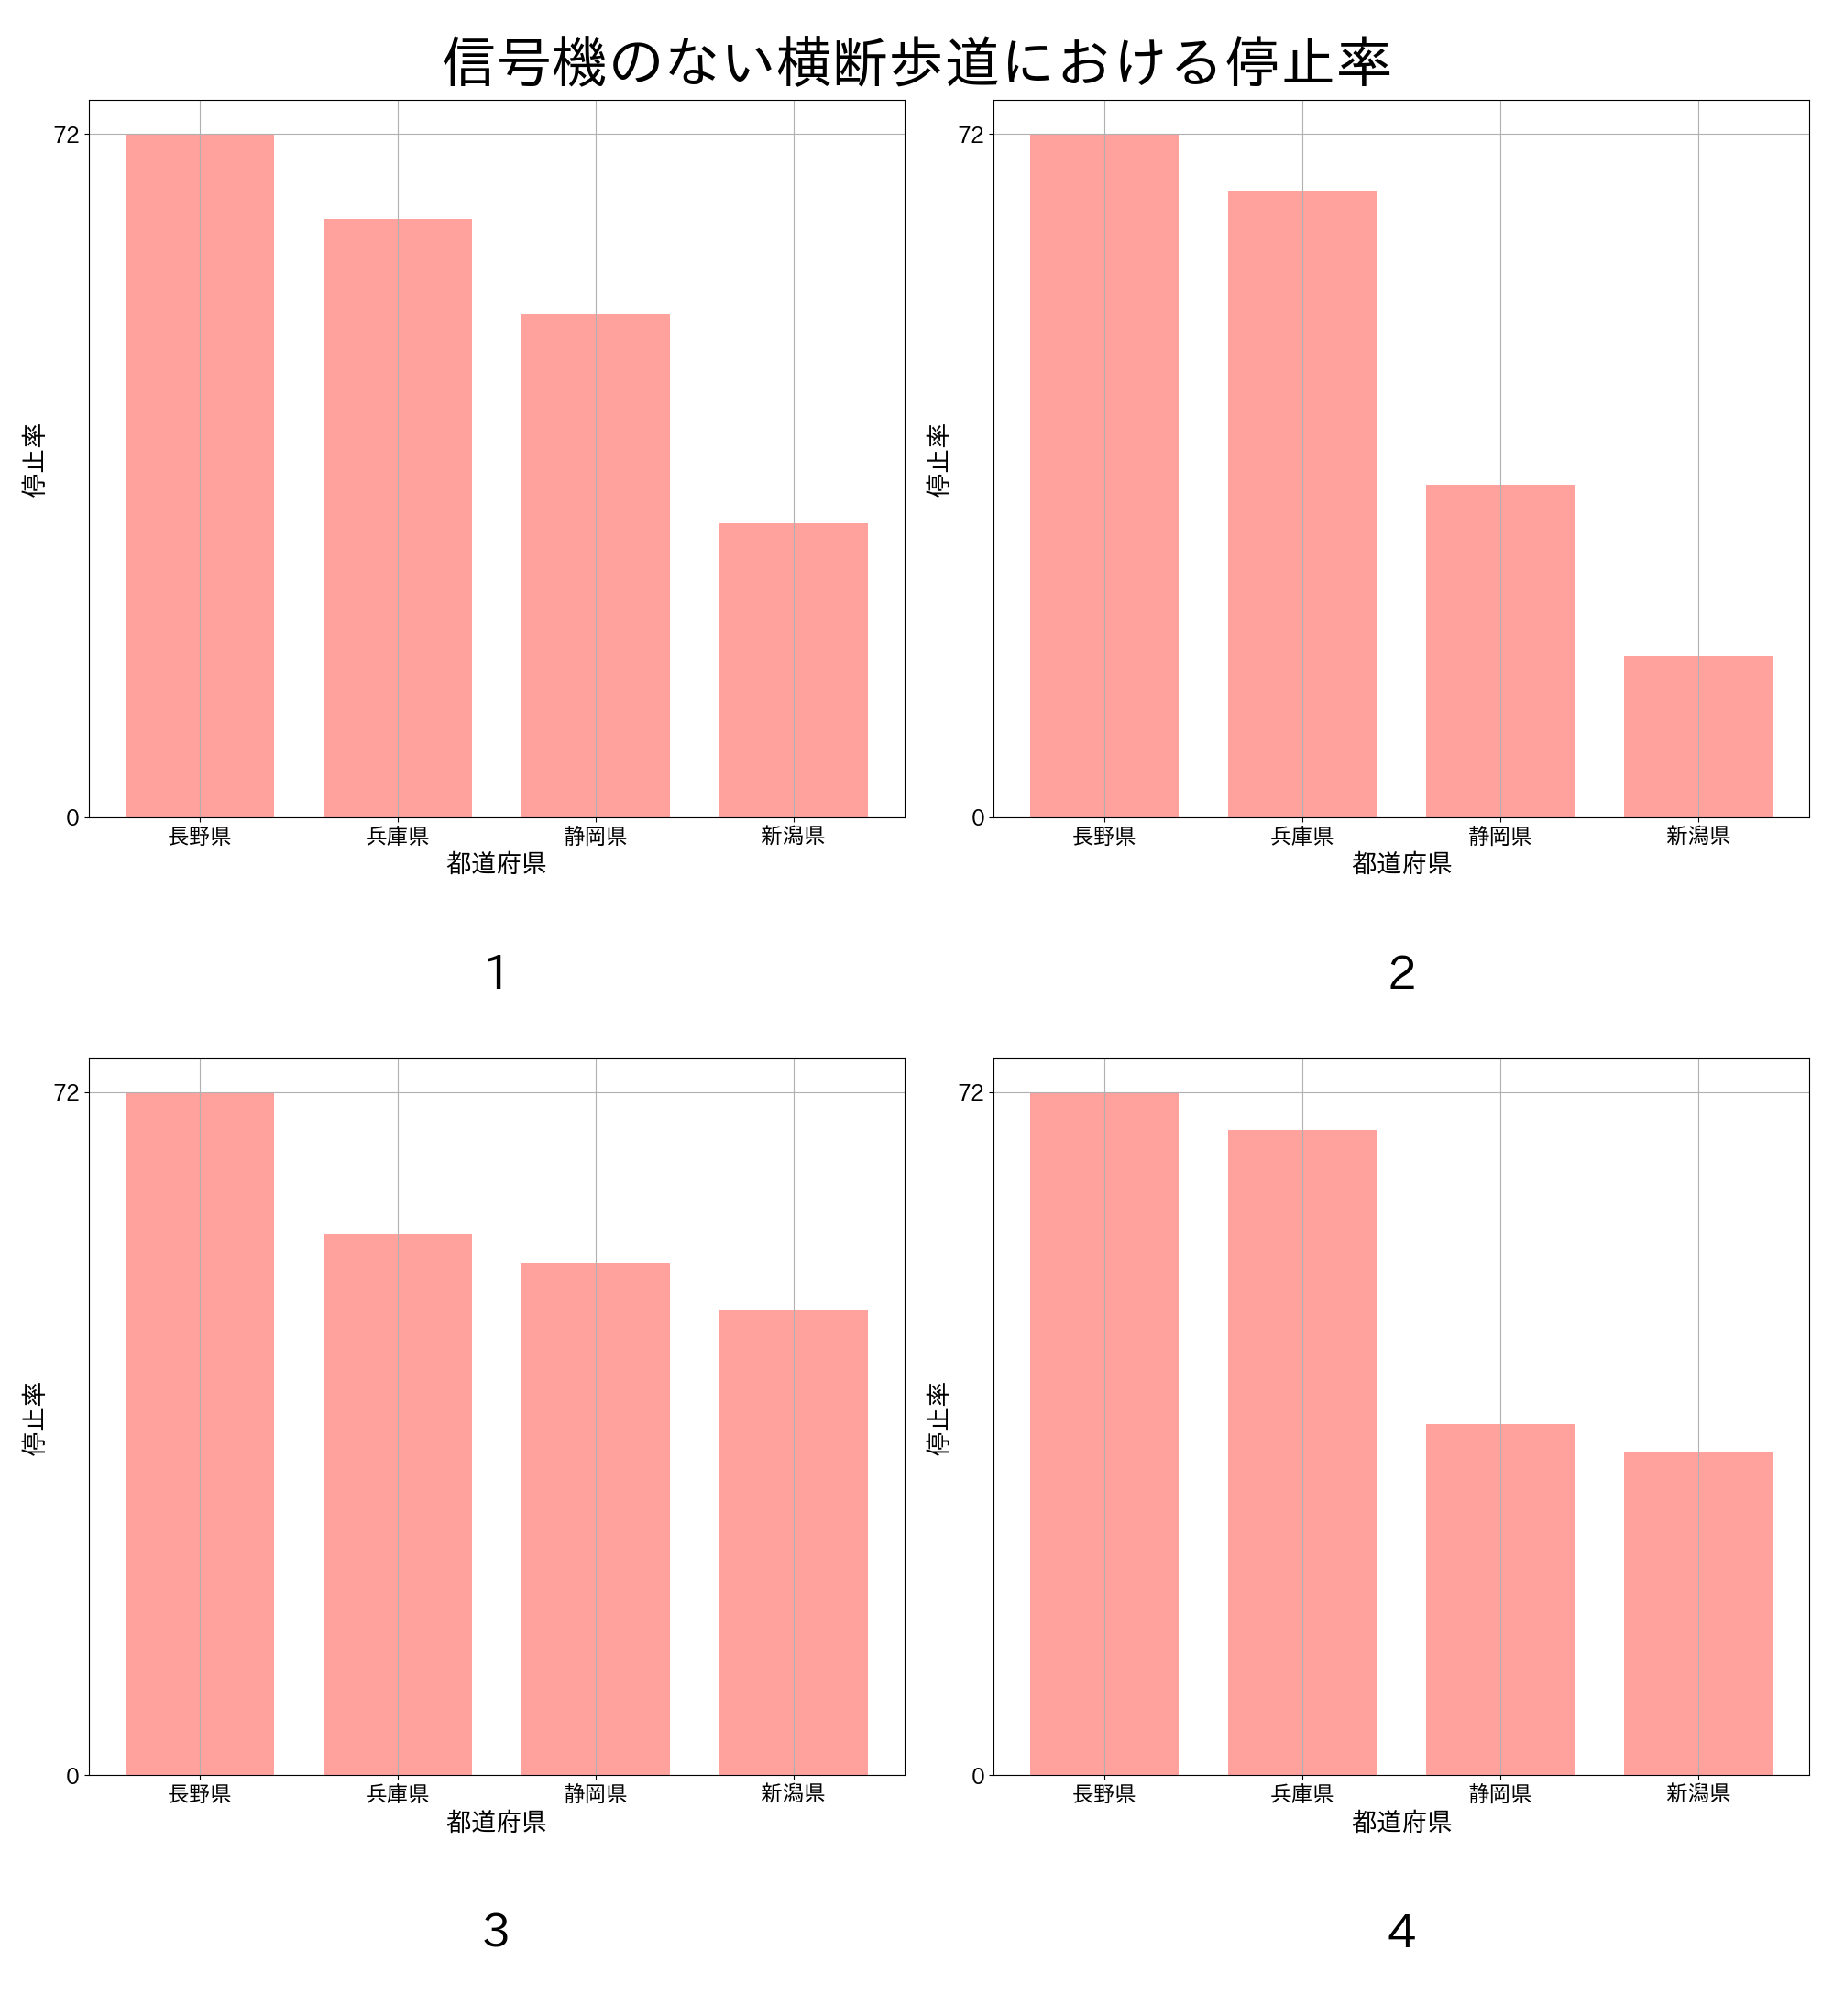 信号機のない横断歩道における停止率
72
停止率
0
長野県 兵庫県 静岡県 新潟県
都道府県
1
72
停止率
0
長野県 兵庫県 静岡県 新潟県
都道府県
2
72
停止率
0
長野県 兵庫県 静岡県 新潟県
都道府県
3
72
停止率
0
長野県 兵庫県 静岡県 新潟県
都道府県
4